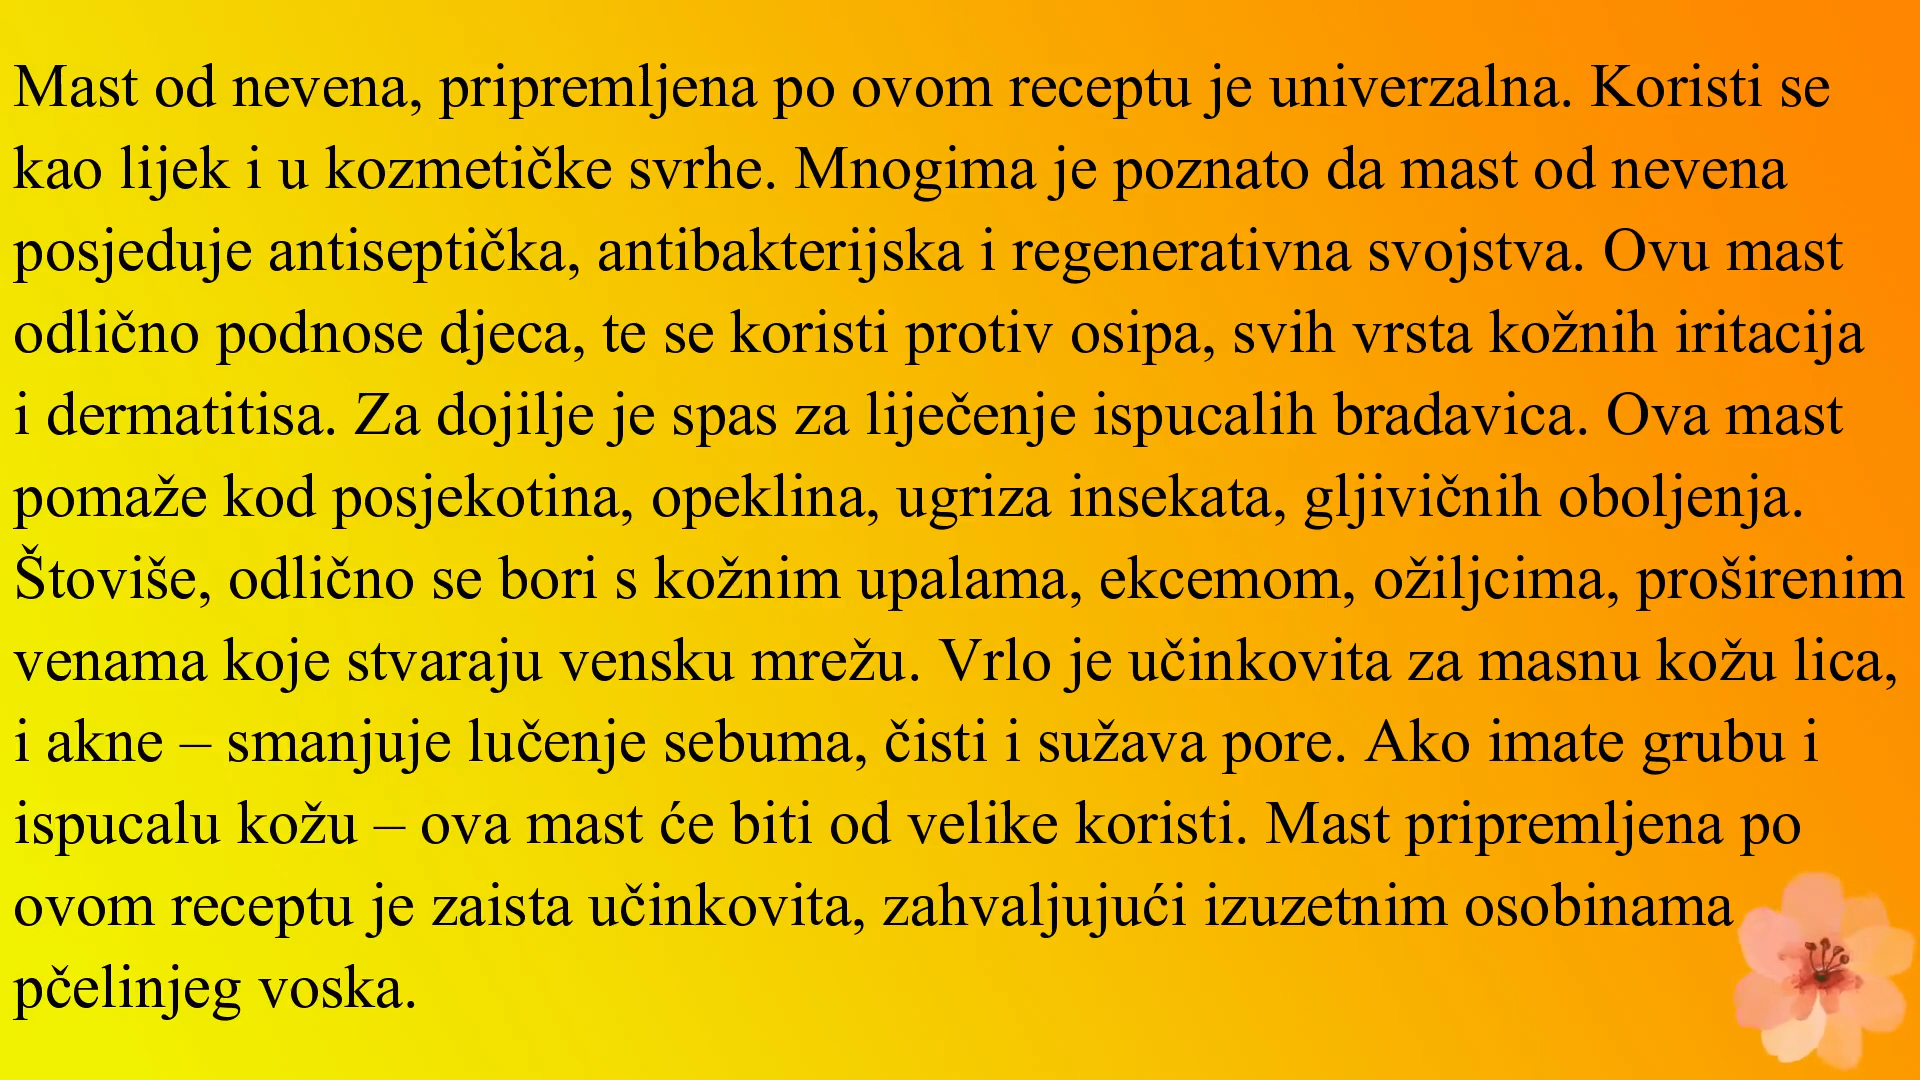 Mast od nevena, pripremljena po ovom receptu je univerzalna. Koristi se
kao lijek i u kozmetičke svrhe. Mnogima je poznato da mast od nevena
posjeduje antiseptička, antibakterijska i regenerativna svojstva. Ovu mast
odlično podnose djeca, te se koristi protiv osipa, svih vrsta kožnih iritacija
i dermatitisa. Za dojilje je spas za liječenje ispucalih bradavica. Ova mast
pomaže kod posjekotina, opeklina, ugriza insekata, gljivičnih oboljenja.
Štoviše, odlično se bori s kožnim upalama, ekcemom, ožiljcima, proširenim
venama koje stvaraju vensku mrežu. Vrlo je učinkovita za masnu kožu lica,
i akne – smanjuje lučenje sebuma, čisti i sužava pore. Ako imate grubu i
ispucalu kožu – ova mast će biti od velike koristi. Mast pripremljena po
ovom receptu je zaista učinkovita, zahvaljujući izuzetnim osobinama
pčelinjeg voska.